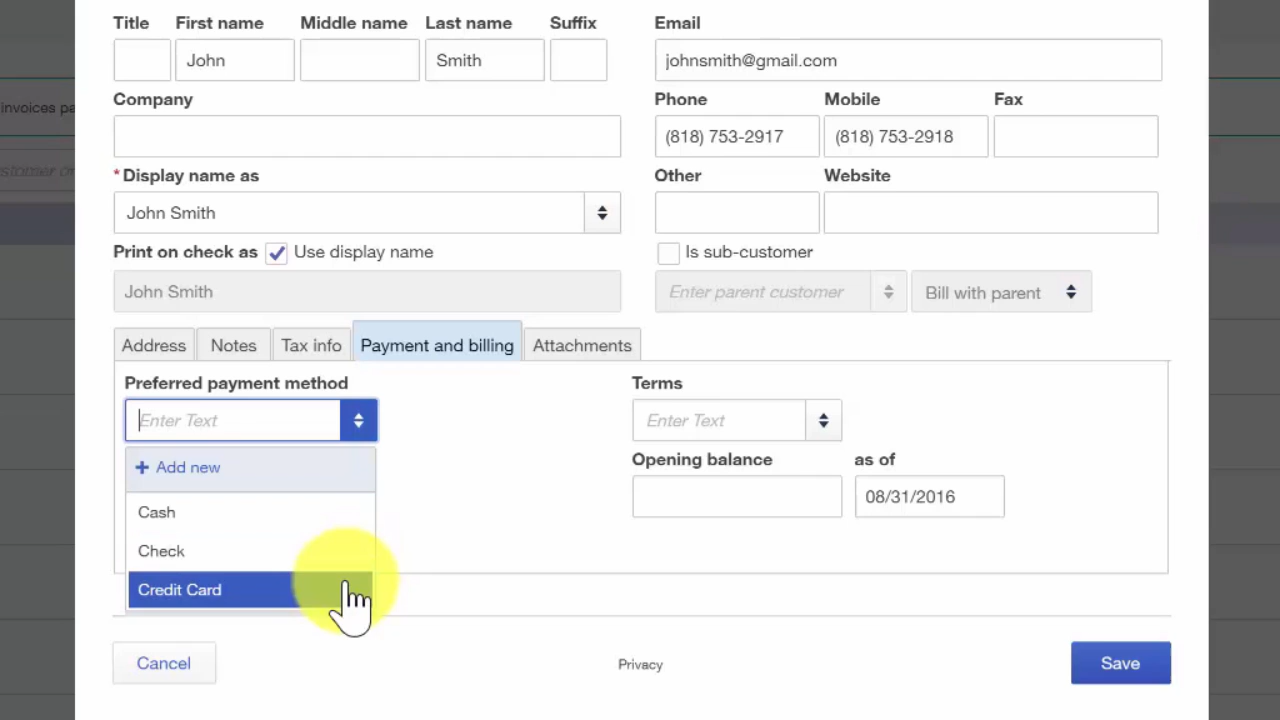 Title First name Middle name Last name Suffix Email
John Smith johnsmith@gmail.com
invoices pa
Company Phone Mobile Fax
(818) 753-2917 (818) 753-2918
*Display name as Other Website
John Smith
Print on check as Use display name Is sub-customer
John Smith Enter parent customer Bill with parent
Address Notes Tax info Payment and billing Attachments
Preferred payment method Terms
Enter Text Enter Text
+ Add new Opening balance as of
Cash 08/31/2016
Check
Credit Card
Cancel Privacy Save